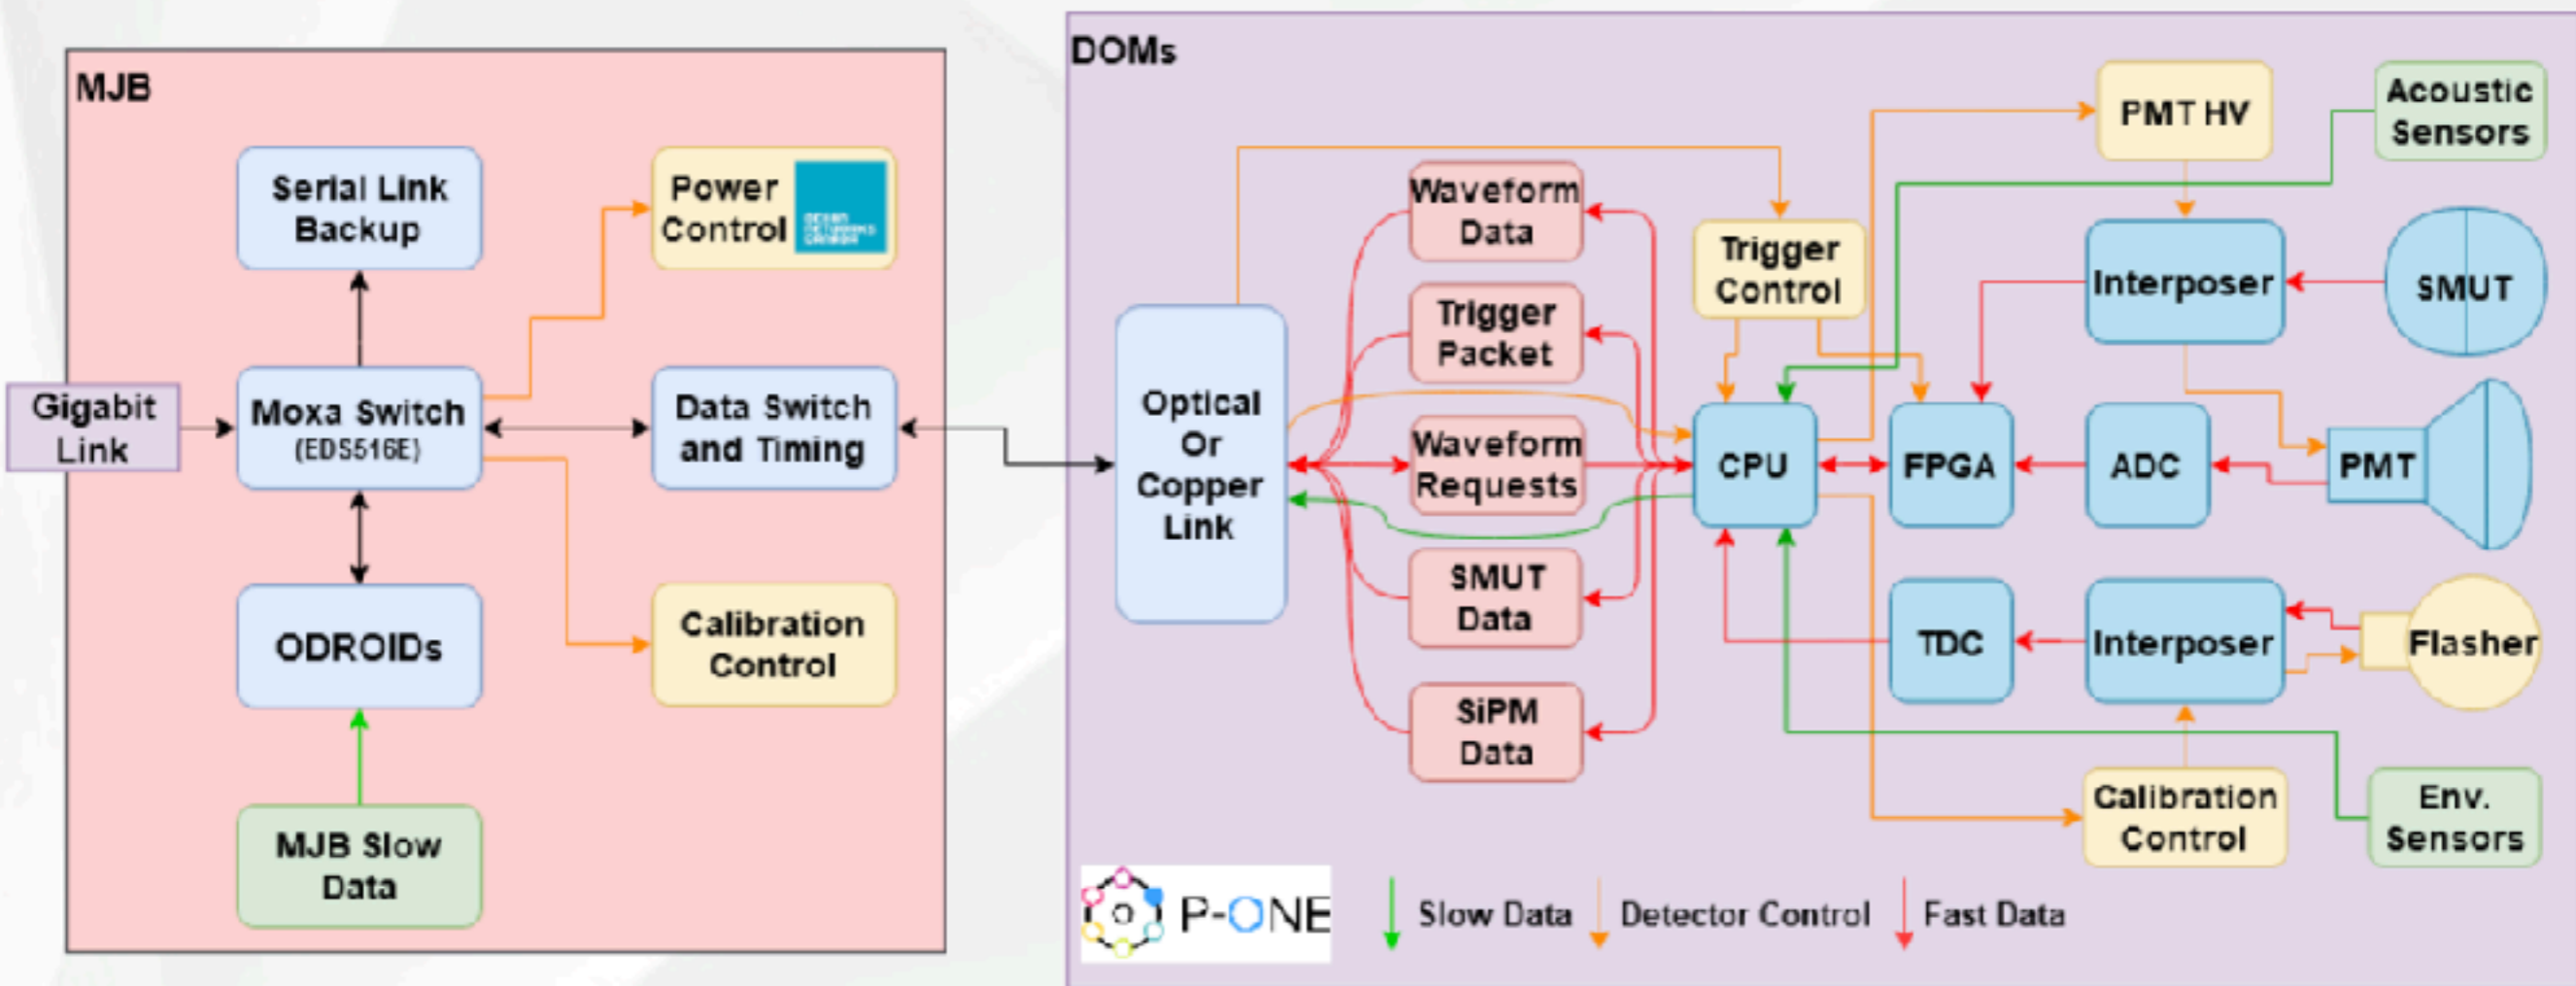 MJB
Serial Link
Backup
Power
Control
OCEAN
NETWORKS
CANADA
Gigabit
Link
Moxa Switch
(EDS516E)
Data Switch
and Timing
ODROIDs
Calibration
Control
MJB Slow
Data
DOMs
Optical
Or
Copper
Link
Waveform
Data
Trigger
Packet
Waveform
Requests
SMUT
Data
SiPM
Data
Trigger
Control
CPU
FPGA
ADC
TDC
PMT HV
Interposer
Acoustic
Sensors
SMUT
PMT
Interposer
Flasher
Calibration
Control
Env.
Sensors
P-ONE
Slow Data
Detector Control
Fast Data